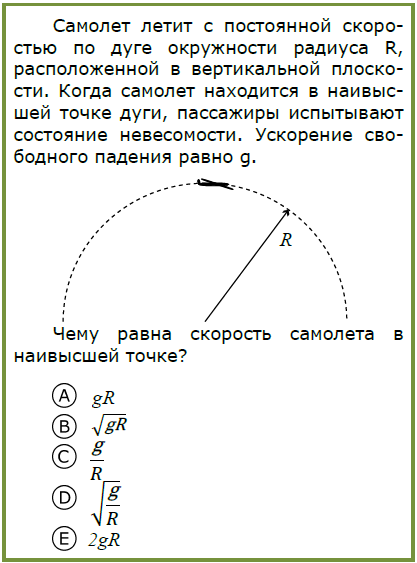 Самолет летит с постоянной скоро-
стью по дуге окружности радиуса R,
расположенной в вертикальной плоско-
сти. Когда самолет находится в наивыс-
шей точке дуги, пассажиры испытывают
состояние невесомости. Ускорение сво-
бодного падения равно g.
R
Чему равна скорость самолета в
наивысшей точке?
A gR
B √gR
C g/R
D √g/R
E 2gR